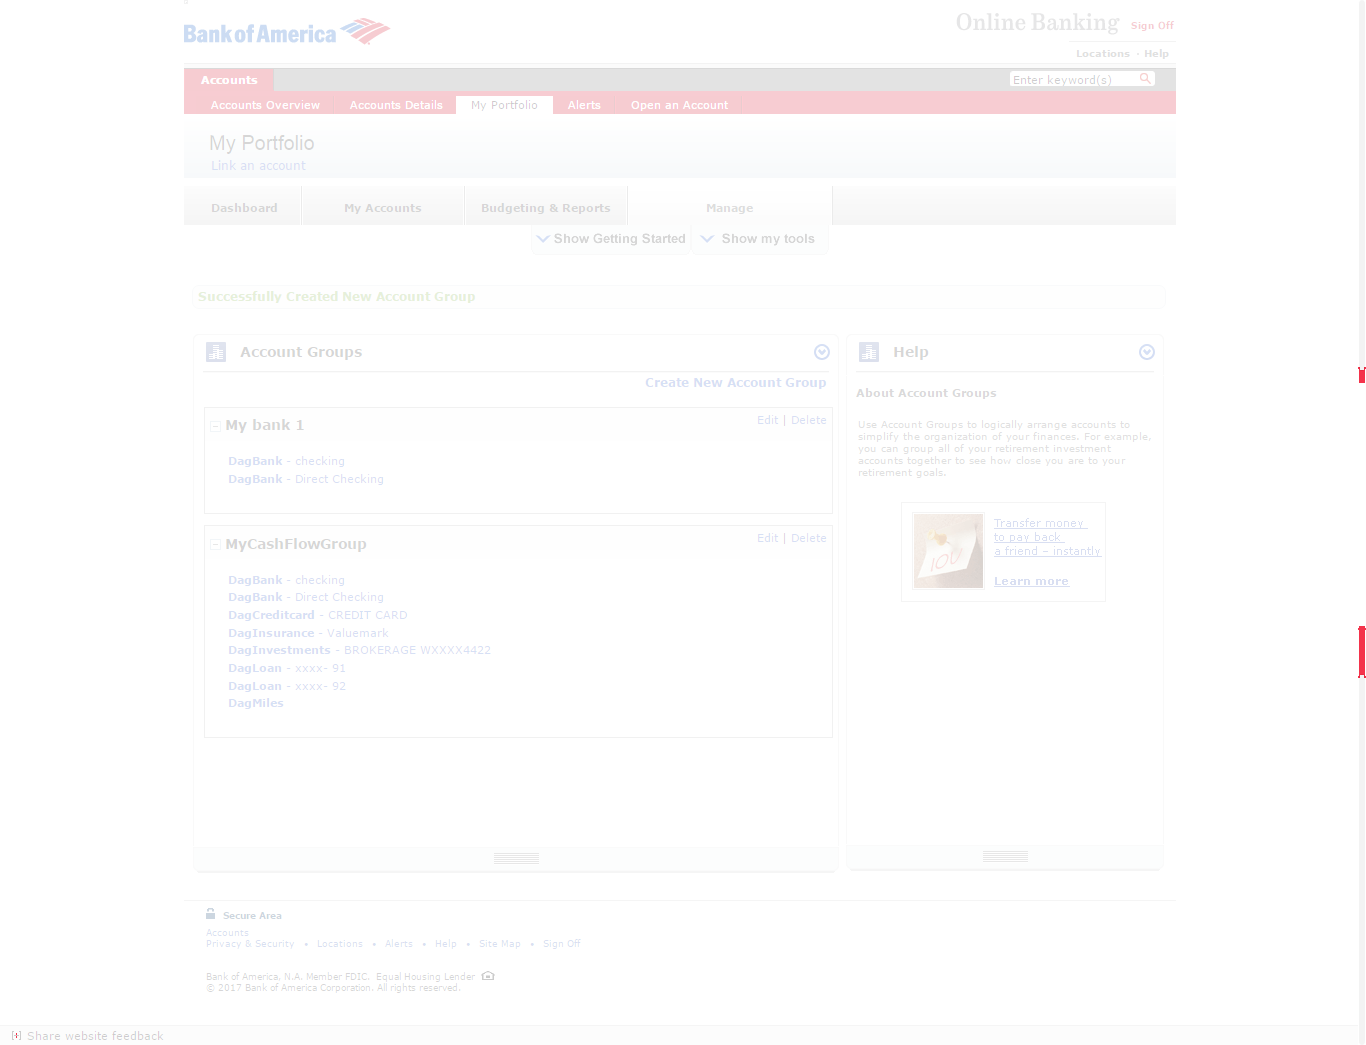 Bank of America
Online Banking
Sign Off
Locations · Help
Accounts
Enter keyword(s)
Accounts Overview
Accounts Details
My Portfolio
Alerts
Open an Account
My Portfolio
Link an account
Dashboard
My Accounts
Budgeting & Reports
Manage
Show Getting Started
Show my tools
Successfully Created New Account Group
Account Groups
Create New Account Group
My bank 1
Edit | Delete
DagBank - checking
DagBank - Direct Checking
MyCashFlowGroup
Edit | Delete
DagBank - checking
DagBank - Direct Checking
DagCreditcard - CREDIT CARD
DagInsurance - Valuemark
DagInvestments - BROKERAGE WXXXX4422
DagLoan - xxxx- 91
DagLoan - xxxx- 92
DagMiles
Help
About Account Groups
Use Account Groups to logically arrange accounts to
simplify the organization of your finances. For example,
you can group all of your retirement investment
accounts together to see how close you are to your
retirement goals.
IOU
Transfer money
to pay back
a friend – instantly
Learn more
Secure Area
Accounts
Privacy & Security • Locations • Alerts • Help • Site Map • Sign Off
Bank of America, N.A. Member FDIC. Equal Housing Lender
© 2017 Bank of America Corporation. All rights reserved.
[+] Share website feedback